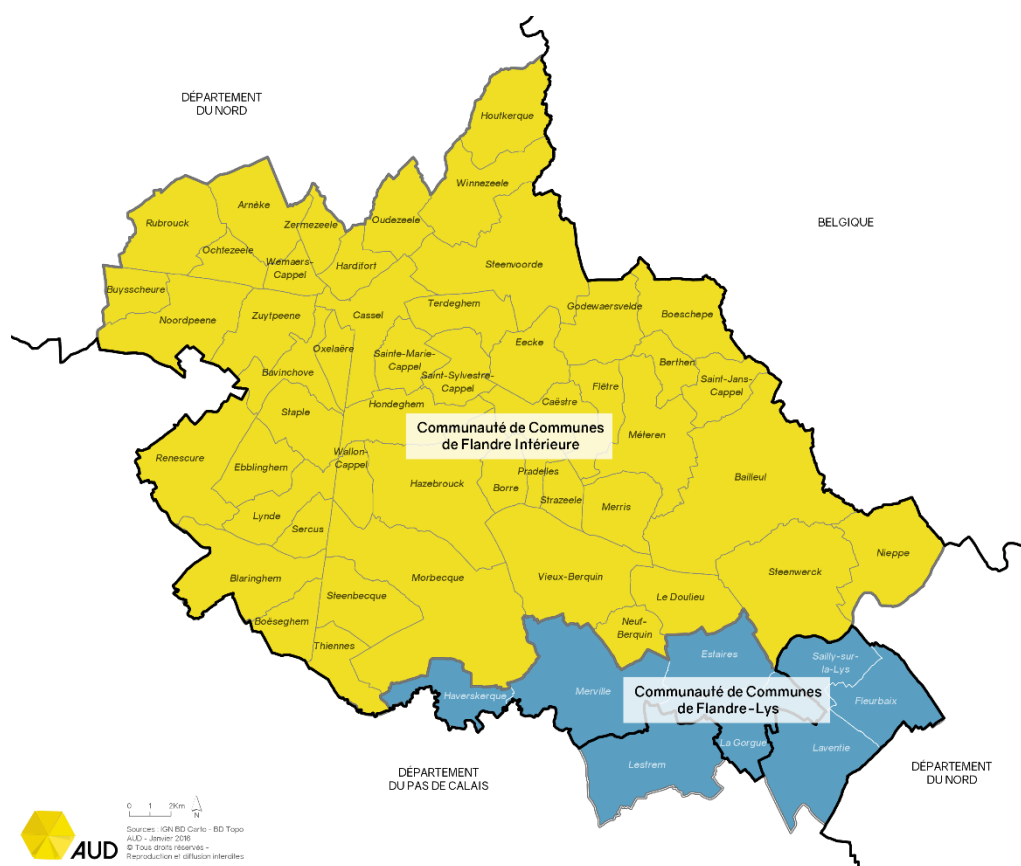 DÉPARTEMENT
DU NORD
Houtkerque
Winnezeele
Arnèke
Oudezeele
Rubrouck
Zermezeele
BELGIQUE
Ochtezeele
Wemaers-
Cappel
Hardifort
Steenvoorde
Buysscheure
Noordpeene
Zuytpeene
Cassel
Terdeghem
Godewaersvelde
Boeschepe
Oxelaëre
Eecke
Sainte-Marie-
Cappel
Berthen
Bavinchove
Saint-Sylvestre-
Cappel
Flêtre
Saint-Jans-
Cappel
Staple
Hondeghem
Caëstre
Communauté de Communes
de Flandre Intérieure
Méteren
Renescure
Wallon-
Cappel
Ebblinghem
Hazebrouck
Pradelles
Borre
Bailleul
Strazeele
Merris
Lynde
Sercus
Nieppe
Blaringhem
Morbecque
Vieux-Berquin
Steenwerck
Steenbecque
Le Doulieu
Boëseghem
Neuf-
Berquin
Thiennes
Estaires
Sailly-sur-
la-Lys
Haverskerque
Merville
Communauté de Communes
de Flandre-Lys
Fleurbaix
La Gorgue
Laventie
Lestrem
DÉPARTEMENT
DU PAS DE CALAIS
DÉPARTEMENT
DU NORD
0 1 2Km
N
AUD
Sources : IGN BD Carto - BD Topo
AUD - Janvier 2016
© Tous droits réservés -
Reproduction et diffusion interdites